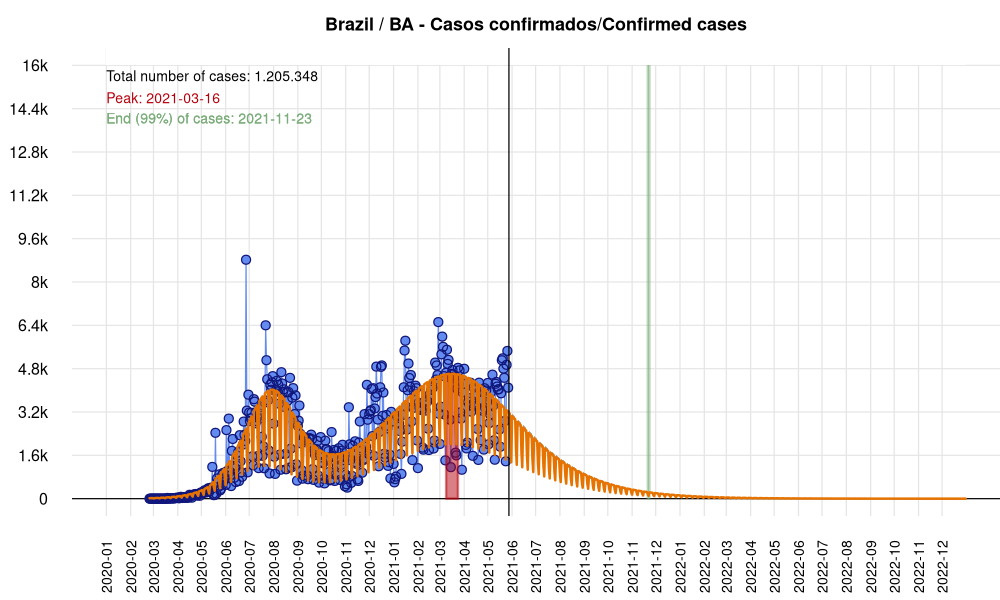 Brazil / BA - Casos confirmados/Confirmed cases
Total number of cases: 1.205.348
Peak: 2021-03-16
End (99%) of cases: 2021-11-23
16k
14.4k
12.8k
11.2k
9.6k
8k
6.4k
4.8k
3.2k
1.6k
0
2020-01
2020-02
2020-03
2020-04
2020-05
2020-06
2020-07
2020-08
2020-09
2020-10
2020-11
2020-12
2021-01
2021-02
2021-03
2021-04
2021-05
2021-06
2021-07
2021-08
2021-09
2021-10
2021-11
2021-12
2022-01
2022-02
2022-03
2022-04
2022-05
2022-06
2022-07
2022-08
2022-09
2022-10
2022-11
2022-12